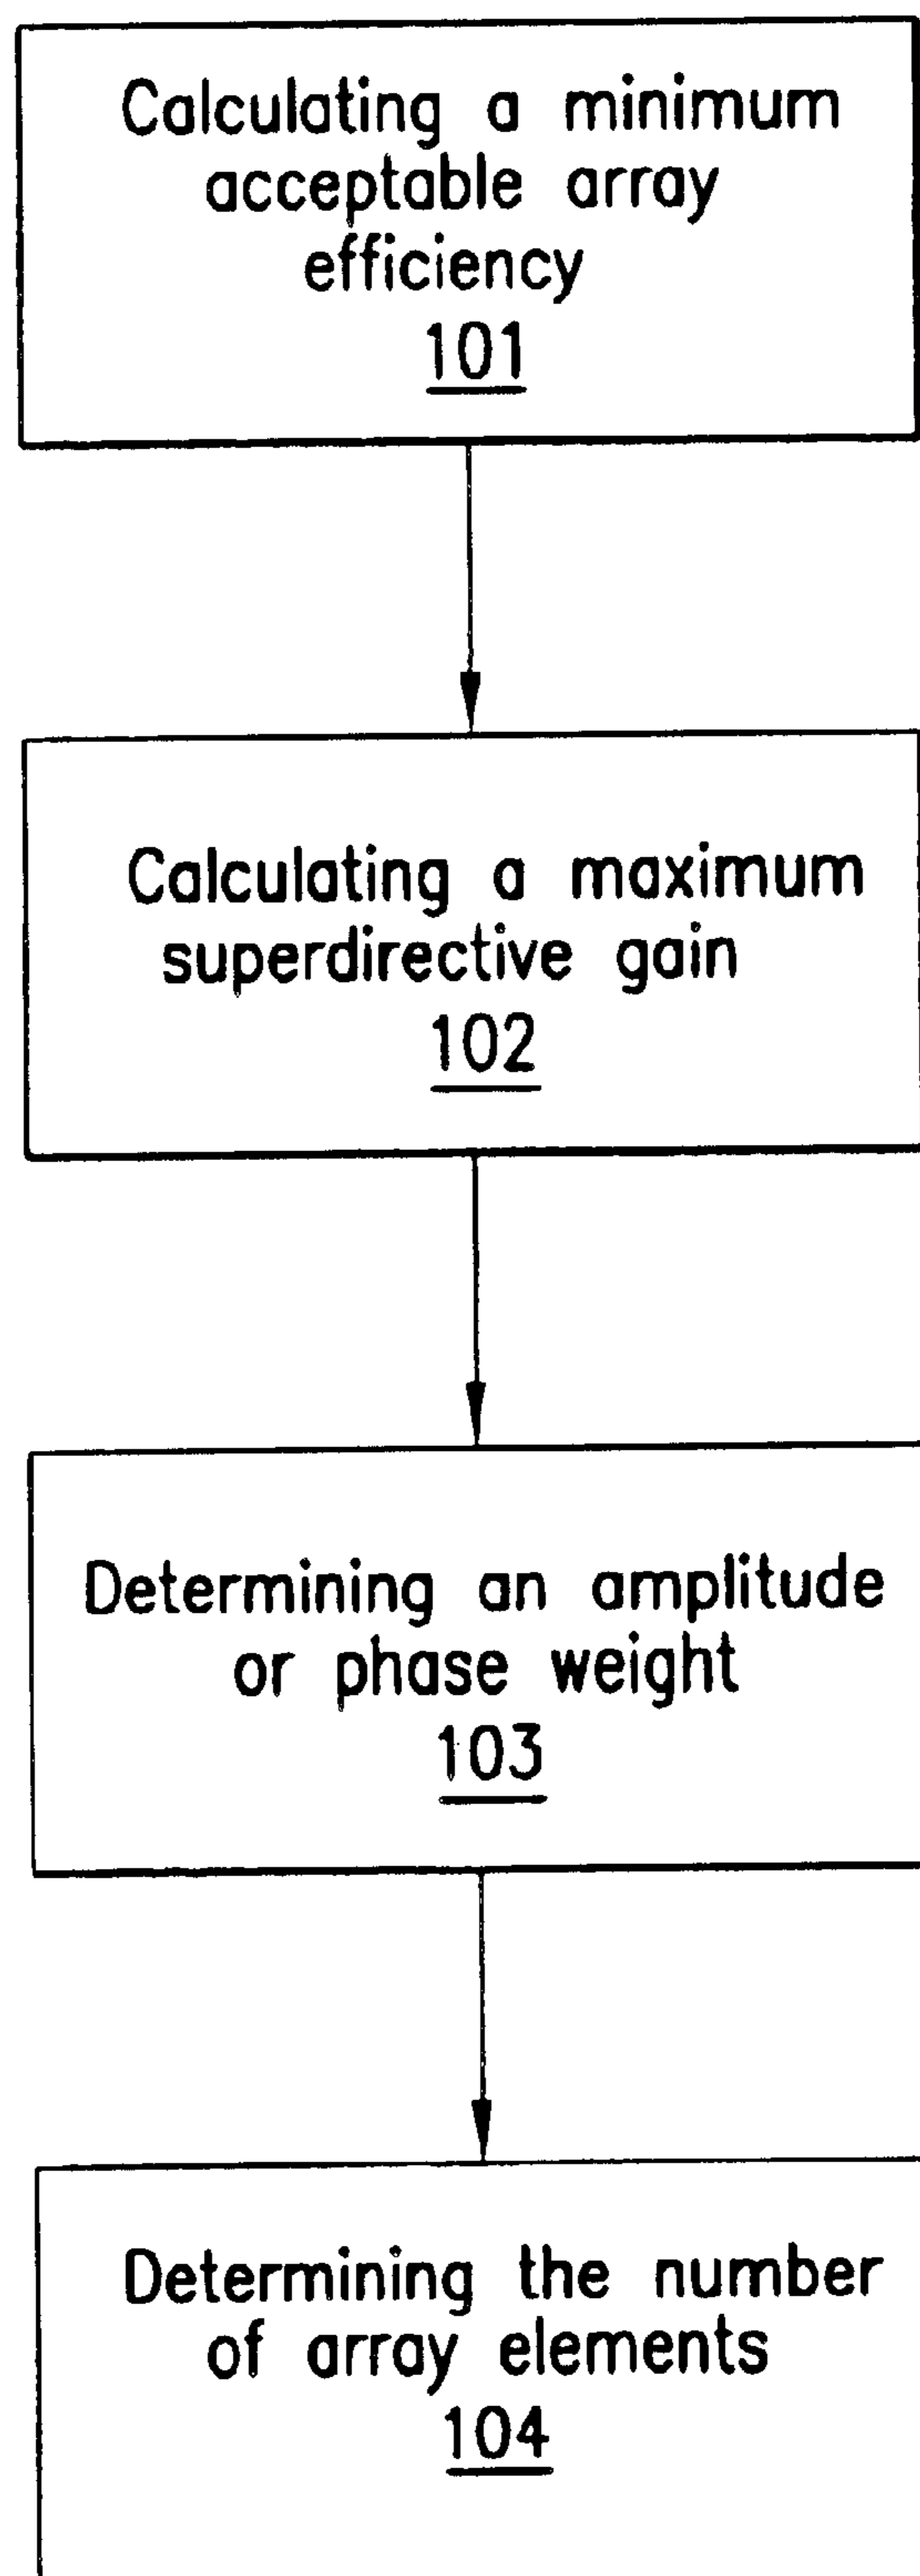 Calculating a minimum
acceptable array
efficiency
101
Calculating a maximum
superdirective gain
102
Determining an amplitude
or phase weight
103
Determining the number
of array elements
104